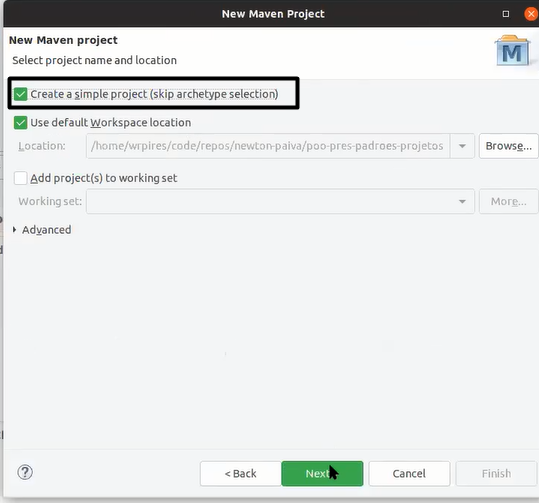 New Maven Project
New Maven project
Select project name and location
M
Create a simple project (skip archetype selection)
Use default Workspace location
Location: /home/wrpires/code/repos/newton-paiva/poo-pres-padroes-projetos Browse...
Add project(s) to working set
Working set: More...
Advanced
? < Back Next Cancel Finish